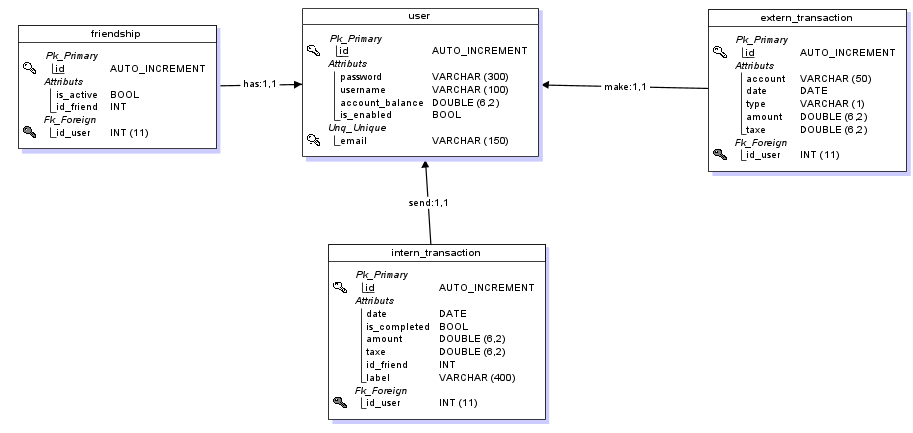 friendship
Pk_Primary
id AUTO_INCREMENT
Attributs
is_active BOOL
id_friend INT
Fk_Foreign
id_user INT (11)
has:1,1
user
Pk_Primary
id AUTO_INCREMENT
Attributs
password VARCHAR (300)
username VARCHAR (100)
account_balance DOUBLE (6,2)
is_enabled BOOL
Unq_Unique
email VARCHAR (150)
make:1,1
extern_transaction
Pk_Primary
id AUTO_INCREMENT
Attributs
account VARCHAR (50)
date DATE
type VARCHAR (1)
amount DOUBLE (6,2)
taxe DOUBLE (6,2)
Fk_Foreign
id_user INT (11)
send:1,1
intern_transaction
Pk_Primary
id AUTO_INCREMENT
Attributs
date DATE
is_completed BOOL
amount DOUBLE (6,2)
taxe DOUBLE (6,2)
id_friend INT
label VARCHAR (400)
Fk_Foreign
id_user INT (11)